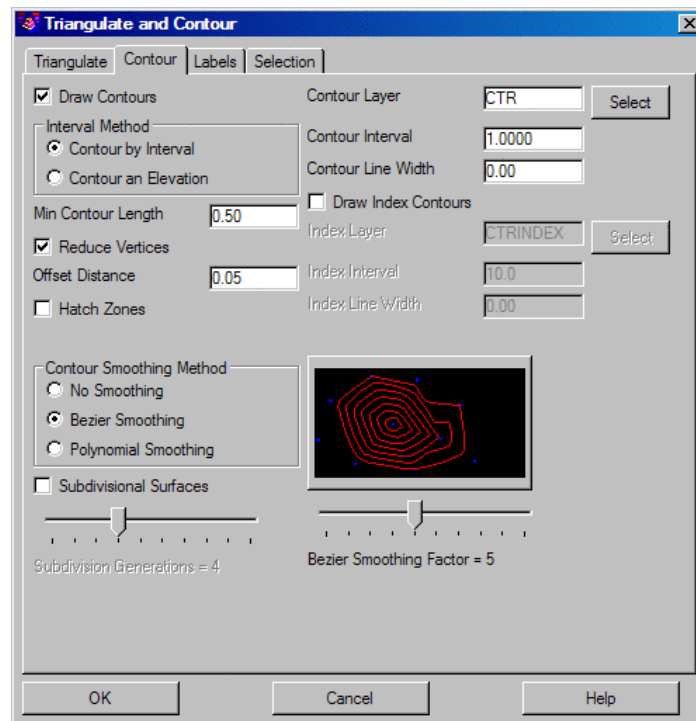 Triangulate and Contour
Triangulate
Contour
Labels
Selection
Draw Contours
Interval Method
Contour by Interval
Contour an Elevation
Min Contour Length
0.50
Reduce Vertices
Offset Distance
0.05
Hatch Zones
Contour Layer
CTR
Select
Contour Interval
1.0000
Contour Line Width
0.00
Draw Index Contours
Index Layer
CTRINDEX
Select
Index Interval
10.0
Index Line Width
0.00
Contour Smoothing Method
No Smoothing
Bezier Smoothing
Polynomial Smoothing
Subdivisional Surfaces
Subdivision Generations = 4
Bezier Smoothing Factor = 5
OK
Cancel
Help